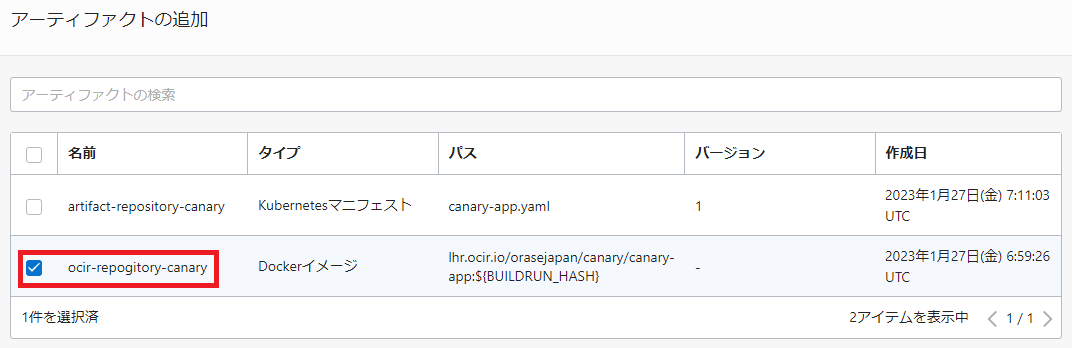 アーティファクトの追加
アーティファクトの検索
名前 タイプ パス バージョン 作成日
artifact-repository-canary Kubernetesマニフェスト canary-app.yaml 1 2023年1月27日(金) 7:11:03
UTC
ocir-repogitory-canary Dockerイメージ lhr.ocir.io/orasejapan/canary/canary- - 2023年1月27日(金) 6:59:26
app:${BUILDRUN_HASH} UTC
1件を選択済 2アイテムを表示中 1 / 1